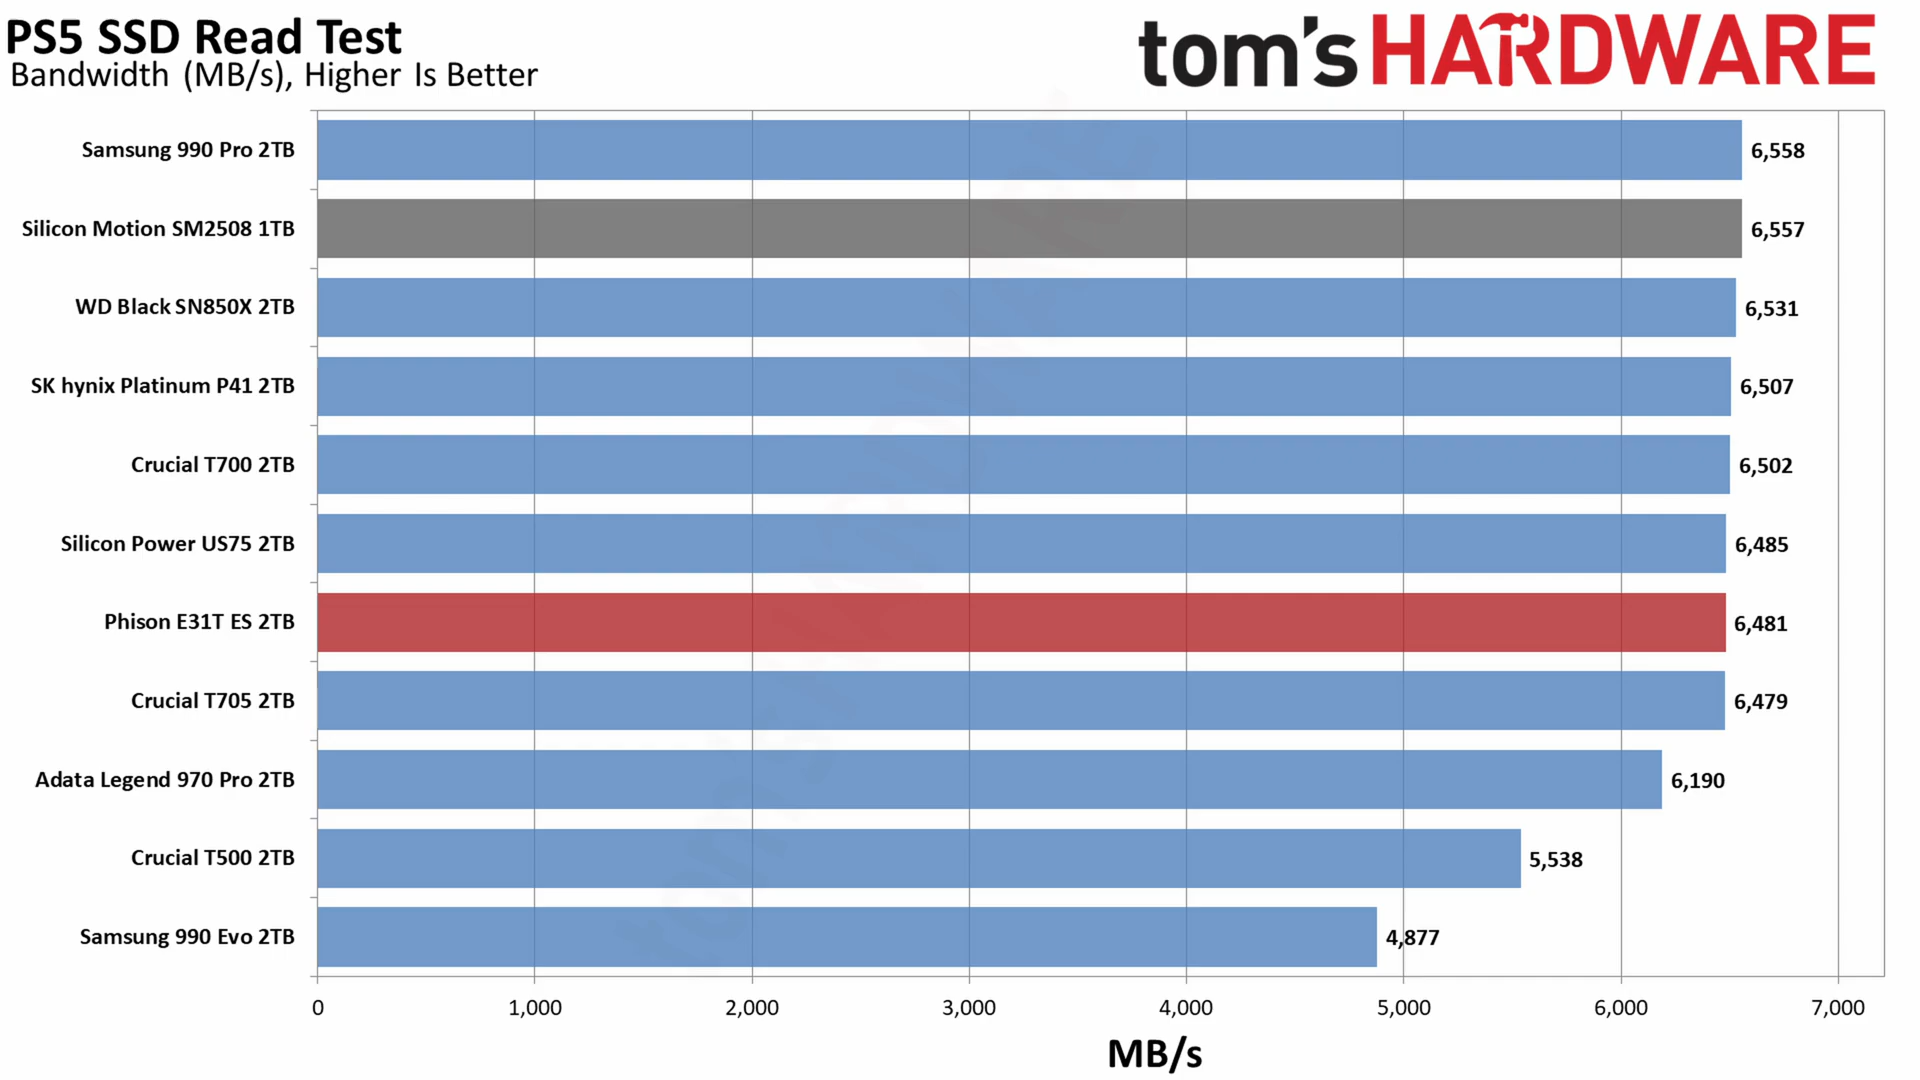 PS5 SSD Read Test
Bandwidth (MB/s), Higher Is Better
tom's HARDWARE
Samsung 990 Pro 2TB 6,558
Silicon Motion SM2508 1TB 6,557
WD Black SN850X 2TB 6,531
SK hynix Platinum P41 2TB 6,507
Crucial T700 2TB 6,502
Silicon Power US75 2TB 6,485
Phison E31T ES 2TB 6,481
Crucial T705 2TB 6,479
Adata Legend 970 Pro 2TB 6,190
Crucial T500 2TB 5,538
Samsung 990 Evo 2TB 4,877
0 1,000 2,000 3,000 4,000 5,000 6,000 7,000
MB/s
tom's HARDWARE